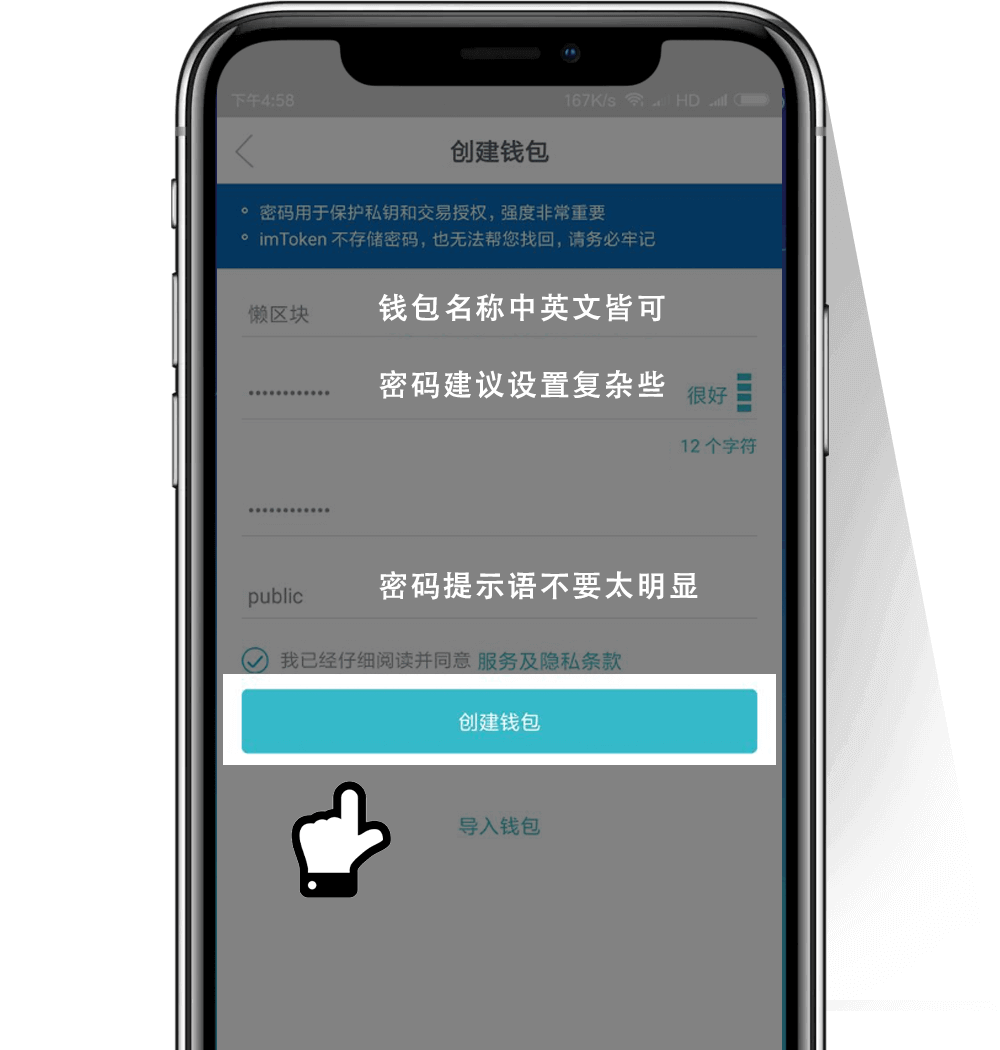 下午4:58 167K/s HD
创建钱包
密码用于保护私钥和交易授权，强度非常重要
imToken 不存储密码，也无法帮您找回，请务必牢记
懒区块 钱包名称中英文皆可
•••••••••••• 密码建议设置复杂些 很好
12 个字符
••••••••••••
public 密码提示语不要太明显
我已经仔细阅读并同意 服务及隐私条款
创建钱包
导入钱包